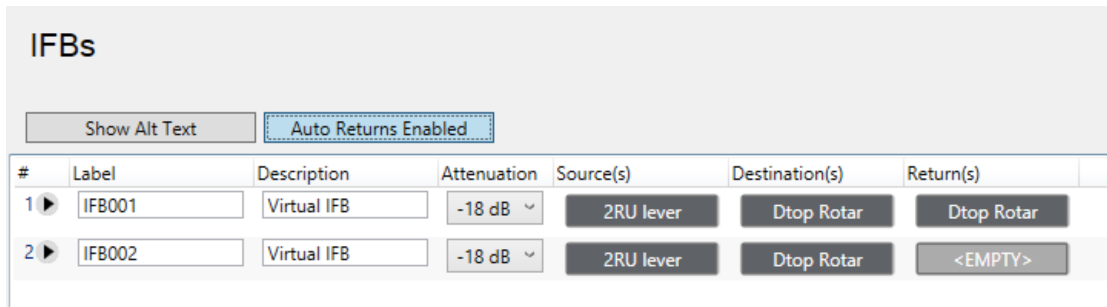 IFBs
Show Alt Text Auto Returns Enabled
# Label Description Attenuation Source(s) Destination(s) Return(s)
1 IFB001 Virtual IFB -18 dB 2RU lever Dtop Rotar Dtop Rotar
2 IFB002 Virtual IFB -18 dB 2RU lever Dtop Rotar <EMPTY>